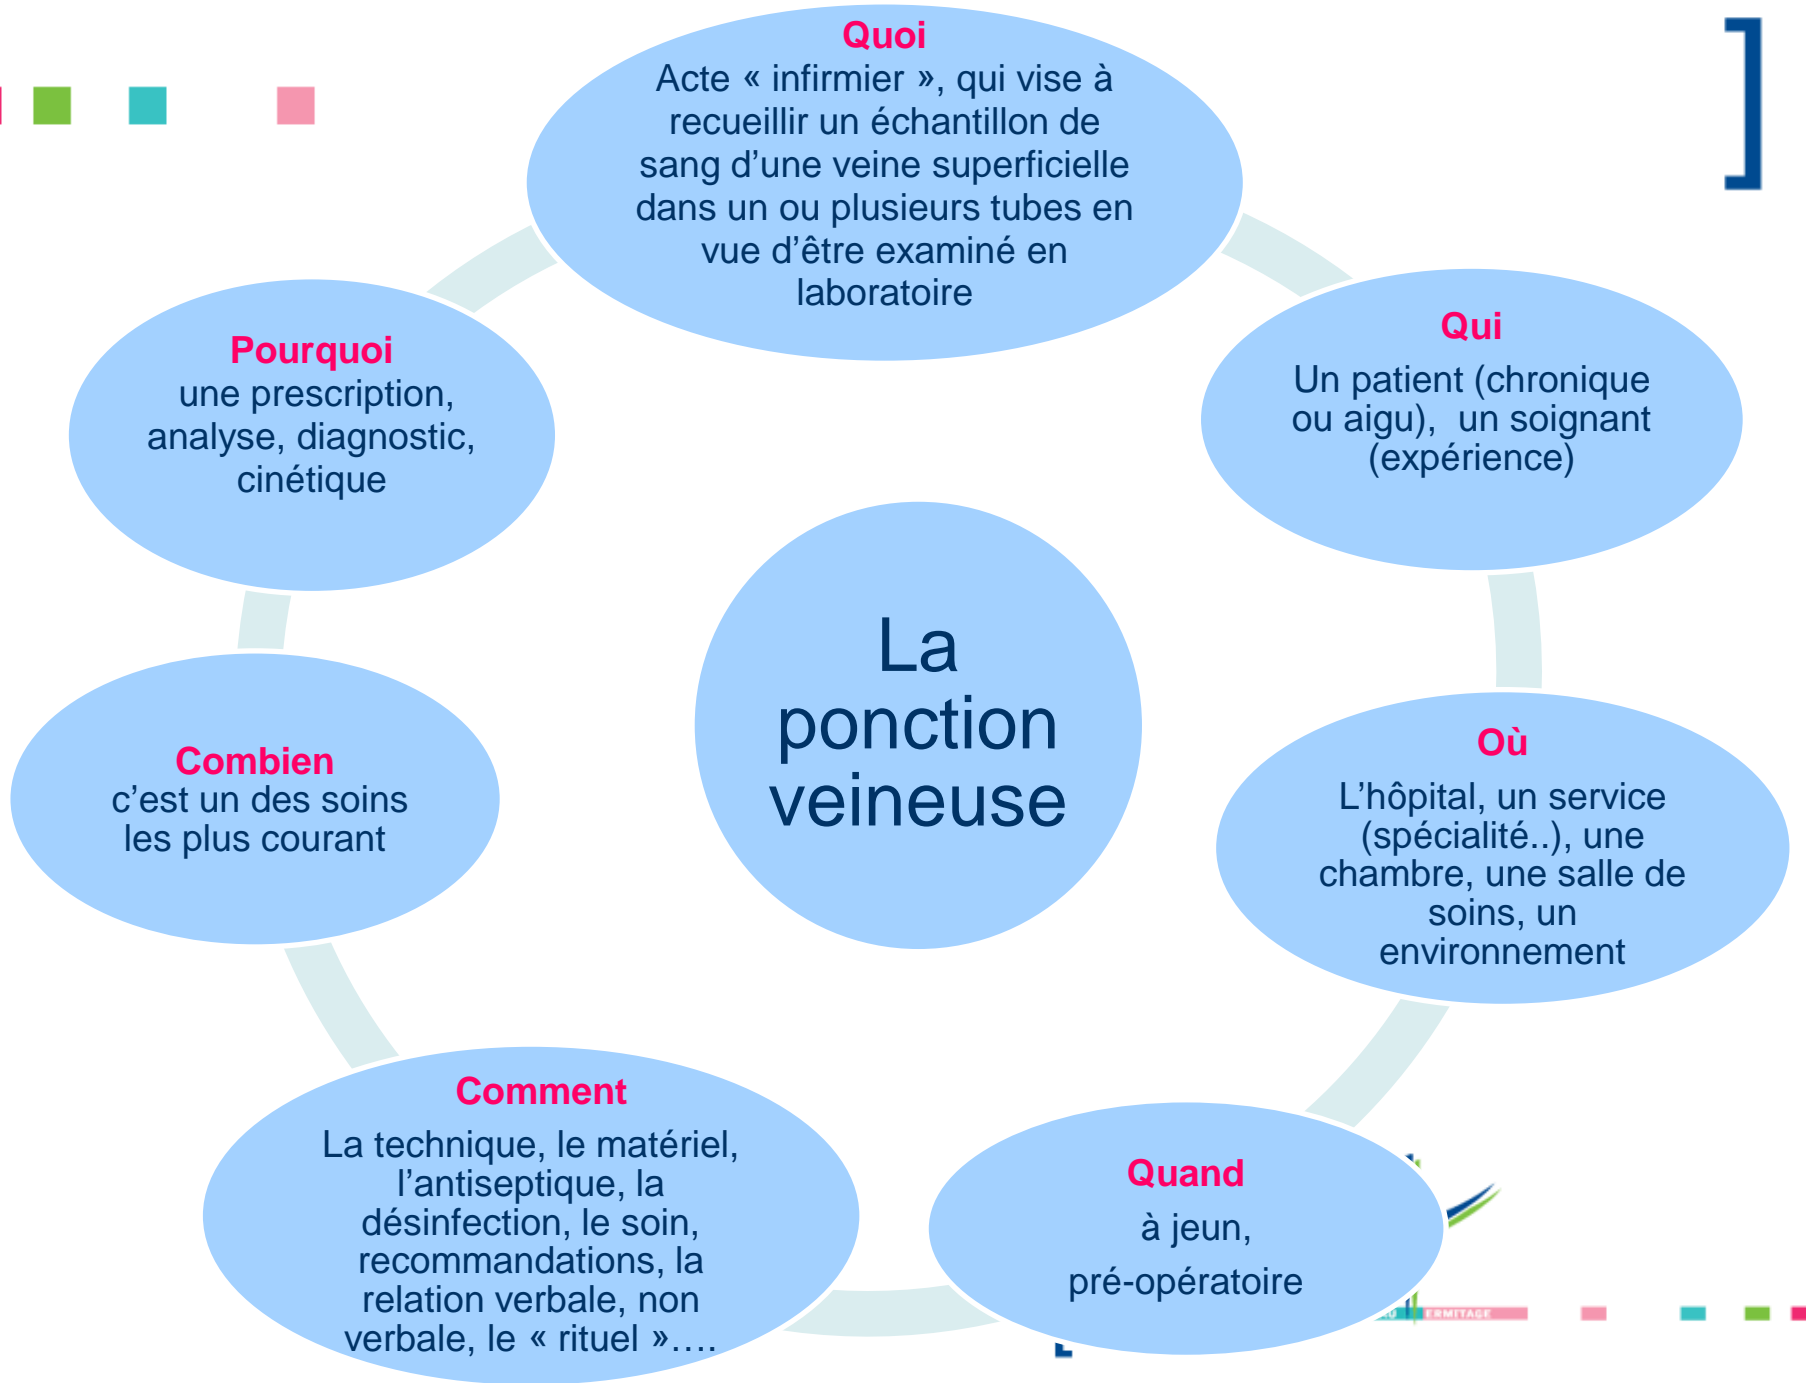 Quoi
Acte « infirmier », qui vise à
recueillir un échantillon de
sang d’une veine superficielle
dans un ou plusieurs tubes en
vue d’être examiné en
laboratoire
Qui
Un patient (chronique
ou aigu),  un soignant
(expérience)
Où
L’hôpital, un service
(spécialité..), une
chambre, une salle de
soins, un
environnement
Quand
à jeun,
pré-opératoire
Comment
La technique, le matériel,
l’antiseptique, la
désinfection, le soin,
recommandations, la
relation verbale, non
verbale, le « rituel »….
Combien
c’est un des soins
les plus courant
Pourquoi
une prescription,
analyse, diagnostic,
cinétique
La
ponction
veineuse
ERMITAGE